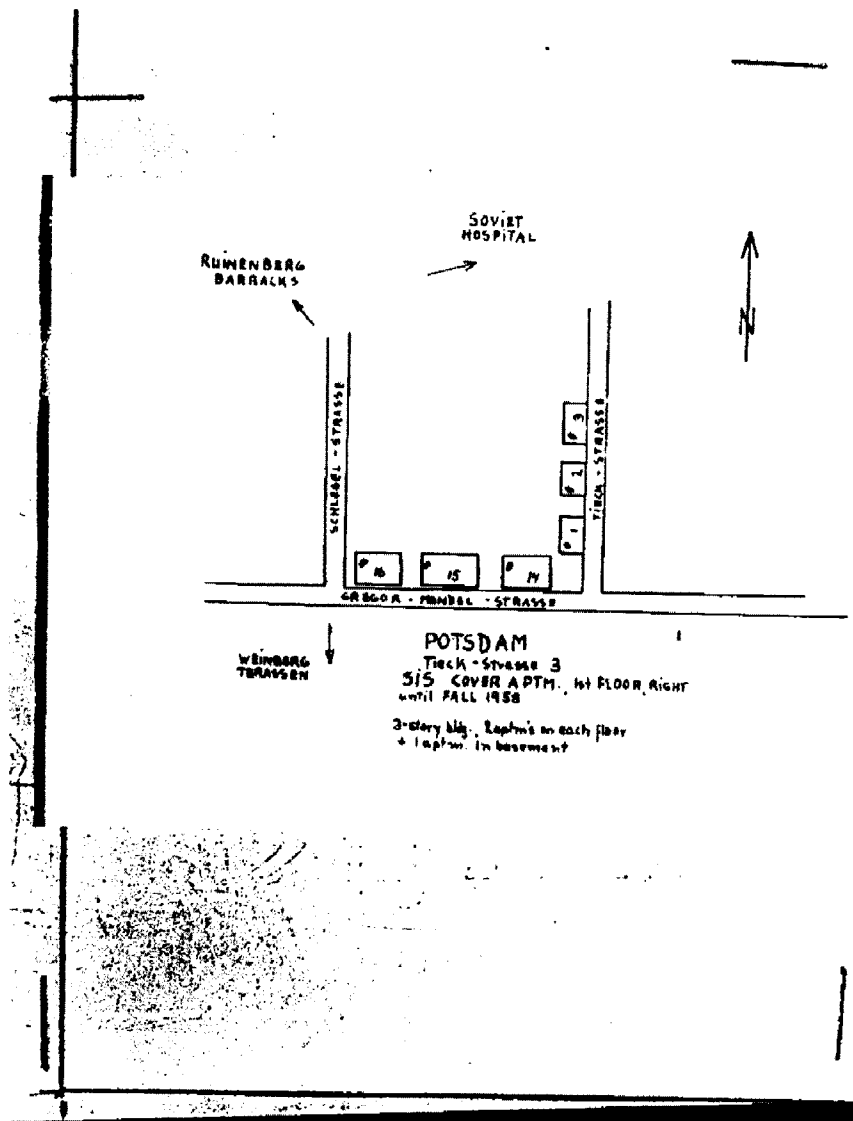 SOVIET
HOSPITAL
RUINENBERG
BARRACKS
N
SCHLEGEL - STRASSE
TIECK - STRASSE
# 3
# 2
# 1
# 16
# 15
# 14
GREGOR - MENDEL - STRASSE
WEINBERG
TERASSEN
POTSDAM
Tieck - Strasse 3
SIS COVER APTM., 1st FLOOR, RIGHT
until FALL 1958
3-story bldg., 2 aptm's on each floor
+ 1 aptm. in basement